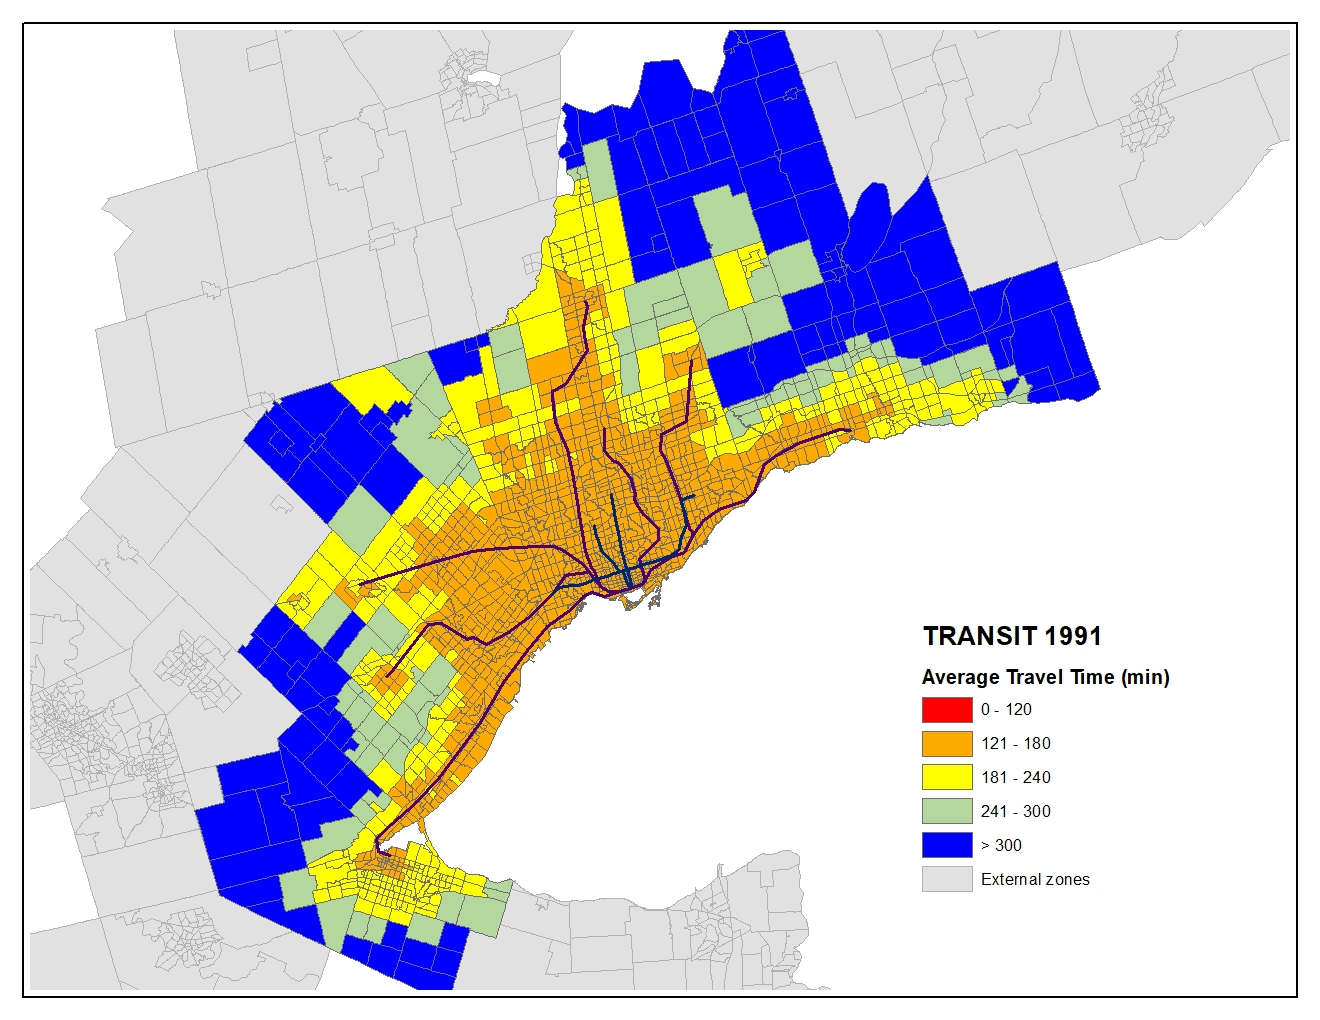 TRANSIT 1991
Average Travel Time (min)
0 - 120
121 - 180
181 - 240
241 - 300
> 300
External zones